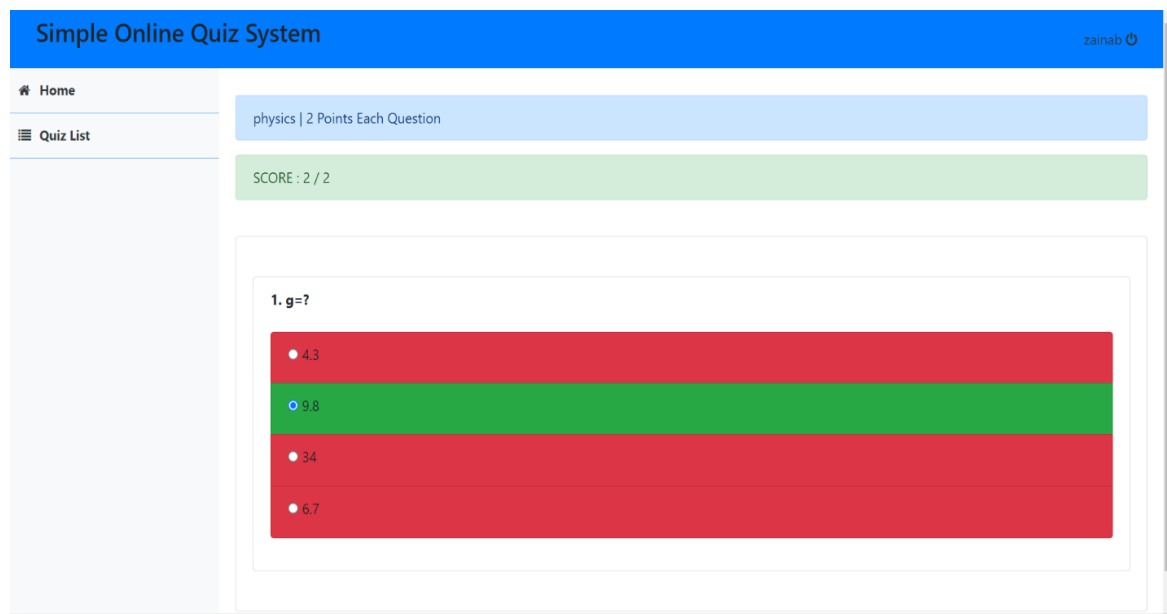 Simple Online Quiz System
zainab
Home
Quiz List
physics | 2 Points Each Question
SCORE : 2 / 2
1. g=?
4.3
9.8
34
6.7